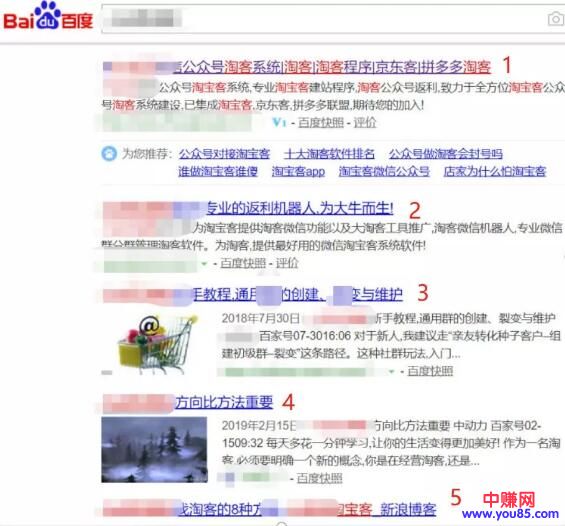 Bai du 百度
公众号淘客系统|淘客|淘客程序|京东客|拼多多淘客 1
公众号淘宝客系统,专业淘宝客建站程序,淘客公众号返利,致力于全方位淘宝客公众
号淘客系统建设,已集成淘宝客,京东客,拼多多联盟,期待您的加入!
V1 - 百度快照 - 评价
为您推荐: 公众号对接淘宝客 十大淘客软件排名 公众号做淘客会封号吗
谁做淘宝客谁傻 淘宝客app 淘宝客微信公众号 店家为什么怕淘宝客
专业的返利机器人,为大牛而生! 2
为淘宝客提供淘客微信功能以及大淘客工具推广,淘客微信机器人,专业微信
群分群管理淘客软件。为淘客,提供最好用的微信淘宝客系统软件!
- 百度快照 - 评价
手教程,通用群的创建、裂变与维护 3
2018年7月30日 新手教程,通用群的创建、裂变与维护
百家号07-3016:06 对于新人,我建议走“亲友转化种子客户–组
建初级群–裂变”这条路径。这种社群玩法,入门...
- 百度快照
方向比方法重要 4
2019年2月15日 方向比方法重要 中动力 百家号02-
1509:32 每天多花一分钟学习,让你的生活变得更加美好! 作为一名淘
客,必须要明确一个新的概念,你是在经营淘客,还是...
百度快照
5
找淘客的8种方 淘宝客_新浪博客
中赚网
www.you85.com